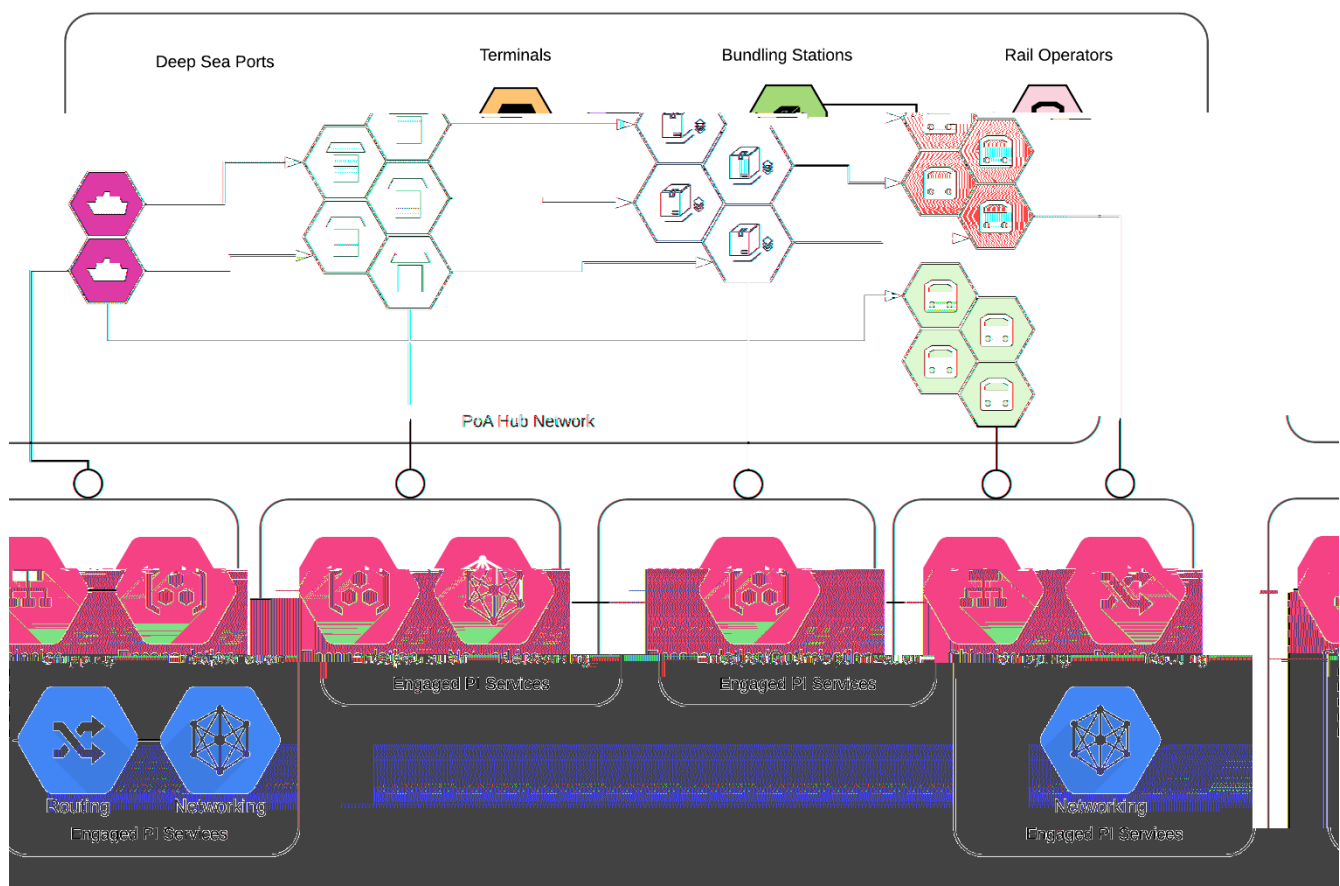 Deep Sea Ports
Terminals
Bundling Stations
Rail Operators
PoA Hub Network
Engaged PI Services
Engaged PI Services
Routing
Networking
Networking
Engaged PI Services
Engaged PI Services